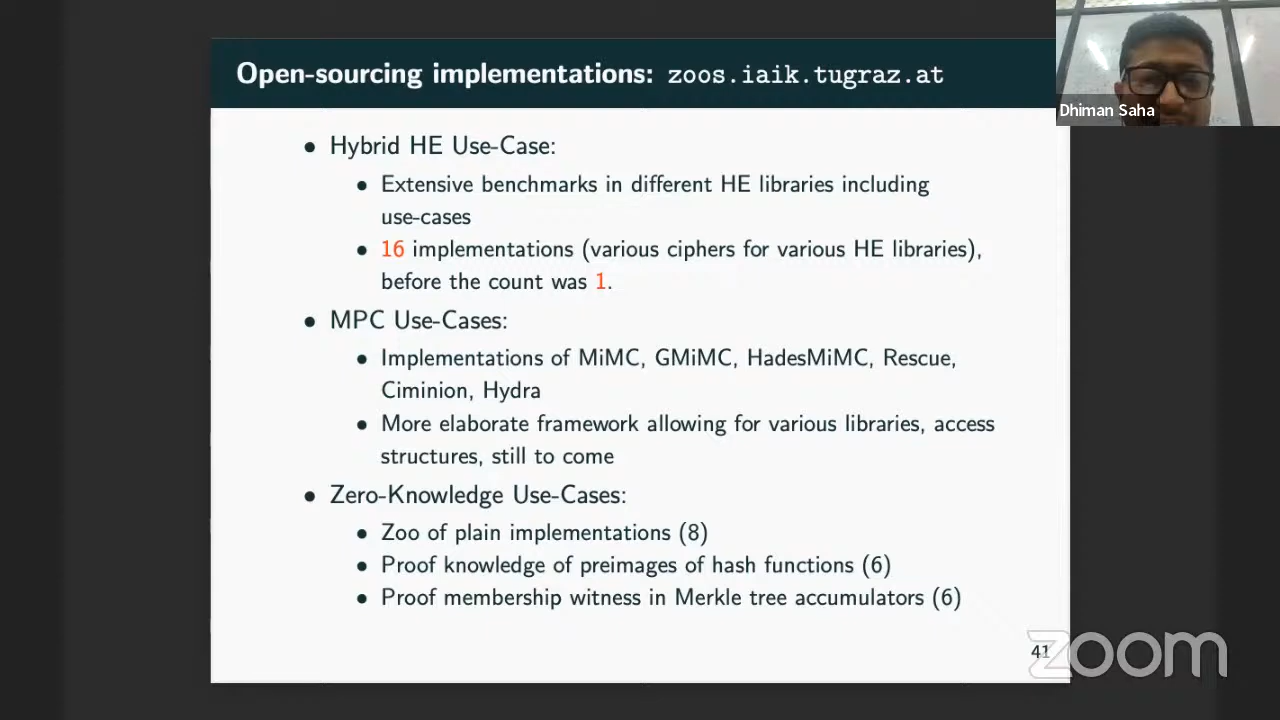 Open-sourcing implementations: zoos.iaik.tugraz.at
Dhiman Saha
• Hybrid HE Use-Case:
• Extensive benchmarks in different HE libraries including
use-cases
• 16 implementations (various ciphers for various HE libraries),
before the count was 1.
• MPC Use-Cases:
• Implementations of MiMC, GMiMC, HadesMiMC, Rescue,
Ciminion, Hydra
• More elaborate framework allowing for various libraries, access
structures, still to come
• Zero-Knowledge Use-Cases:
• Zoo of plain implementations (8)
• Proof knowledge of preimages of hash functions (6)
• Proof membership witness in Merkle tree accumulators (6)
41
zoom